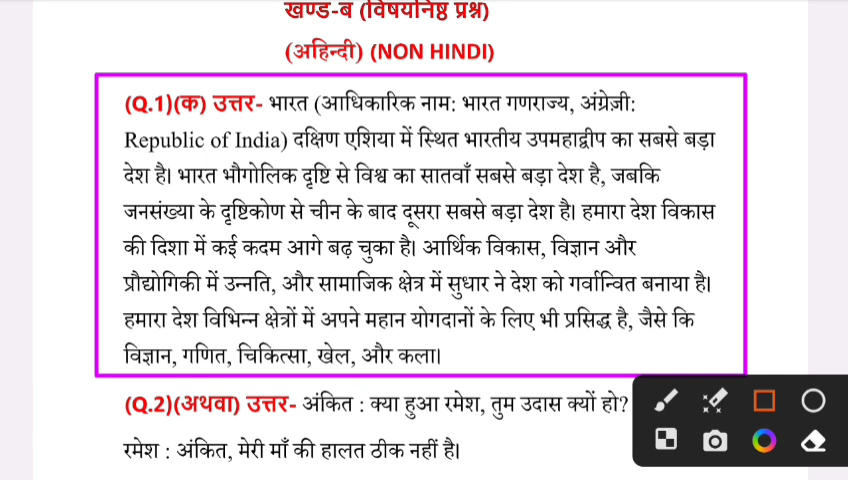 खण्ड-ब (विषयनिष्ठ प्रश्न)
(अहिन्दी) (NON HINDI)
(Q.1)(क) उत्तर- भारत (आधिकारिक नाम: भारत गणराज्य, अंग्रेज़ी:
Republic of India) दक्षिण एशिया में स्थित भारतीय उपमहाद्वीप का सबसे बड़ा
देश है। भारत भौगोलिक दृष्टि से विश्व का सातवाँ सबसे बड़ा देश है, जबकि
जनसंख्या के दृष्टिकोण से चीन के बाद दूसरा सबसे बड़ा देश है। हमारा देश विकास
की दिशा में कई कदम आगे बढ़ चुका है। आर्थिक विकास, विज्ञान और
प्रौद्योगिकी में उन्नति, और सामाजिक क्षेत्र में सुधार ने देश को गर्वान्वित बनाया है।
हमारा देश विभिन्न क्षेत्रों में अपने महान योगदानों के लिए भी प्रसिद्ध है, जैसे कि
विज्ञान, गणित, चिकित्सा, खेल, और कला।
(Q.2)(अथवा) उत्तर- अंकित : क्या हुआ रमेश, तुम उदास क्यों हो?
रमेश : अंकित, मेरी माँ की हालत ठीक नहीं है।